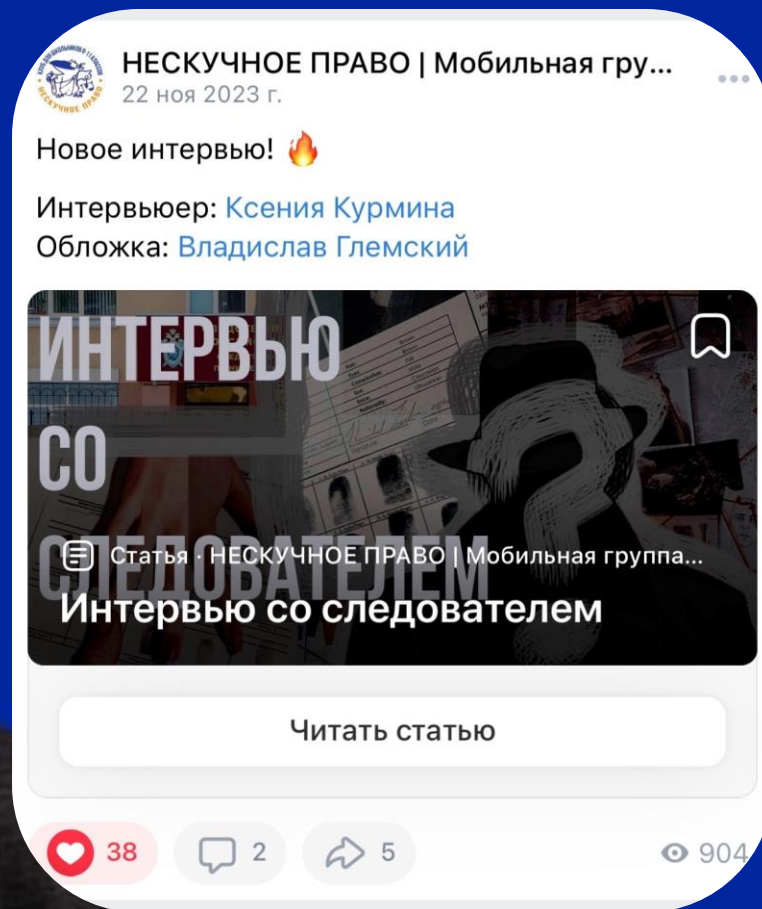 НЕСКУЧНОЕ ПРАВО | Мобильная гру...
22 ноя 2023 г.
Новое интервью! 🔥
Интервьюер: Ксения Курмина
Обложка: Владислав Глемский
ИНТЕРВЬЮ
СО
СЛЕДОВАТЕЛЕМ
Статья · НЕСКУЧНОЕ ПРАВО | Мобильная группа...
Интервью со следователем
Читать статью
38 2 5 904